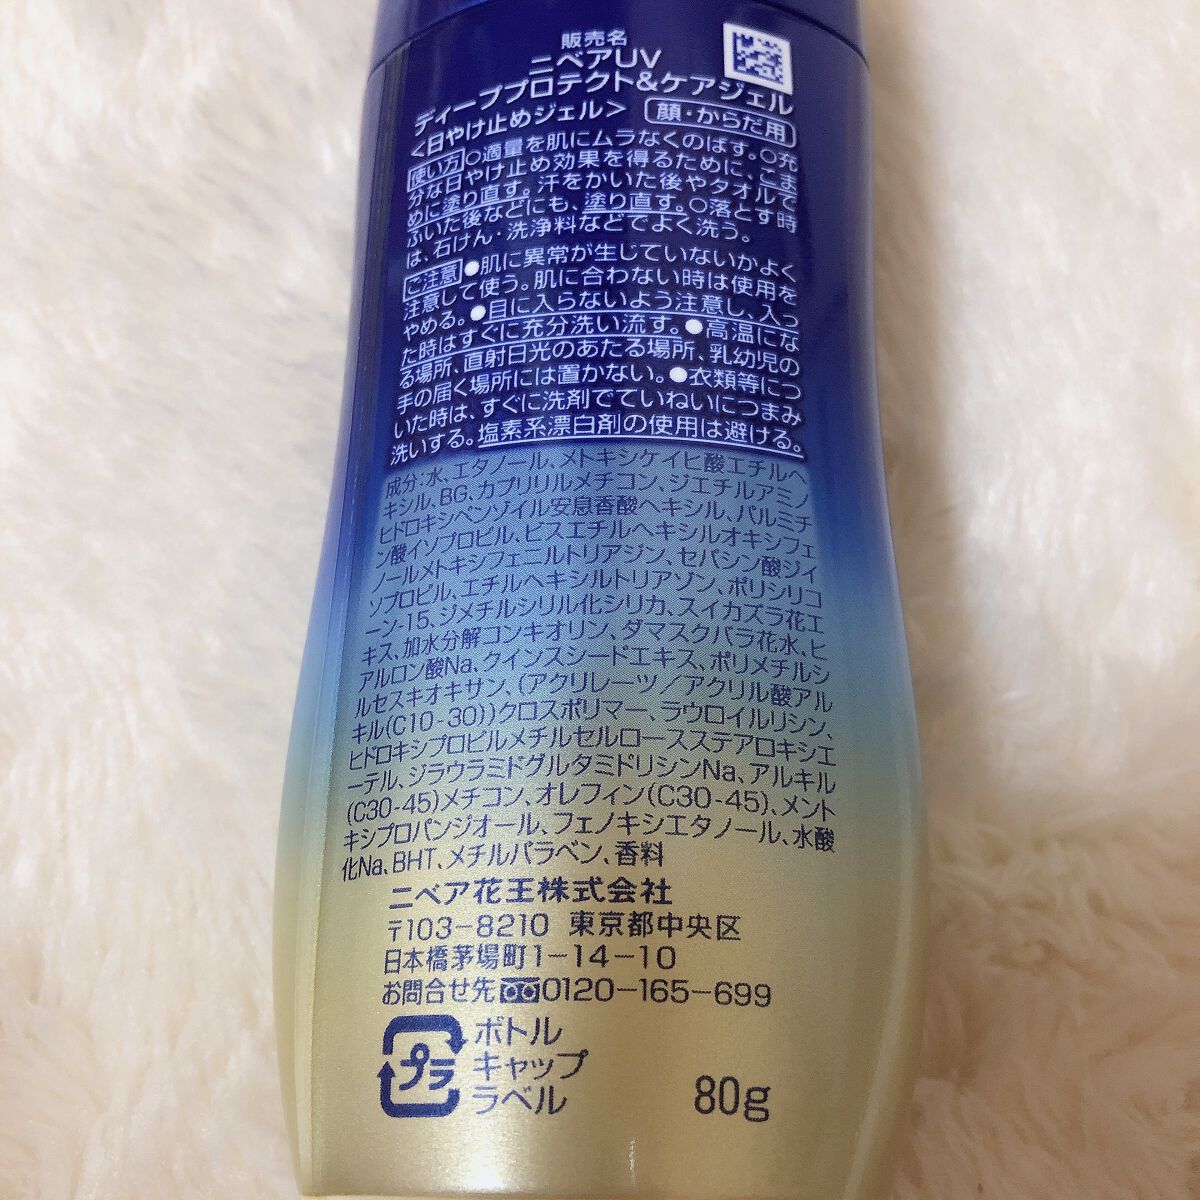 販売名
ニベアUV
ディーププロテクト&ケアジェル
<日やけ止めジェル> 顔・からだ用
使い方 ○適量を肌にムラなくのばす。○充
分な日やけ止め効果を得るために、こま
めに塗り直す。汗をかいた後やタオルで
ふいた後などにも、塗り直す。○落とす時
は、石けん・洗浄料などでよく洗う。
ご注意 ●肌に異常が生じていないかよく
注意して使う。肌に合わない時は使用を
やめる。●目に入らないよう注意し、入っ
た時はすぐに充分洗い流す。●高温にな
る場所、直射日光のあたる場所、乳幼児の
手の届く場所には置かない。●衣類等につ
いた時は、すぐに洗剤でていねいにつまみ
洗いする。塩素系漂白剤の使用は避ける。
成分:水、エタノール、メトキシケイヒ酸エチルヘ
キシル、BG、カプリリルメチコン、ジエチルアミノ
ヒドロキシベンゾイル安息香酸ヘキシル、パルミチ
ン酸イソプロピル、ビスエチルヘキシルオキシフェ
ノールメトキシフェニルトリアジン、セバシン酸ジイ
ソプロピル、エチルヘキシルトリアゾン、ポリシリコ
ーン-15、ジメチルシリル化シリカ、スイカズラ花エ
キス、加水分解コンキオリン、ダマスクバラ花水、ヒ
アルロン酸Na、クインスシードエキス、ポリメチルシ
ルセスキオキサン、(アクリレーツ/アクリル酸アル
キル(C10-30))クロスポリマー、ラウロイルリシン、
ヒドロキシプロピルメチルセルロースステアロキシエ
ーテル、ジラウラミドグルタミドリシンNa、アルキル
(C30-45)メチコン、オレフィン(C30-45)、メント
キシプロパンジオール、フェノキシエタノール、水酸
化Na、BHT、メチルパラベン、香料
ニベア花王株式会社
〒103-8210 東京都中央区
日本橋茅場町1-14-10
お問合せ先 0120-165-699
プラ
ボトル
キャップ
ラベル
80g